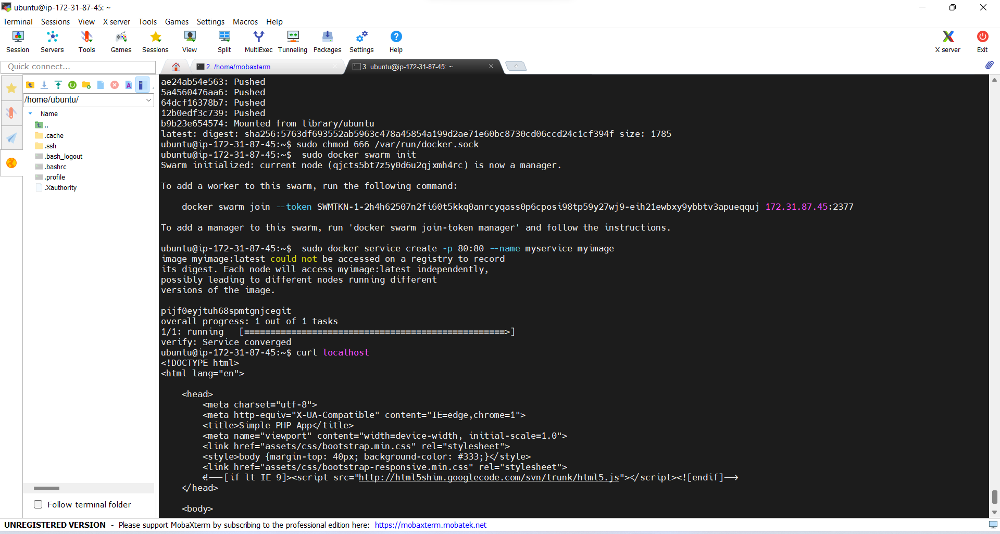 ubuntu@ip-172-31-87-45: ~
Terminal Sessions View X server Tools Games Settings Macros Help
Session Servers Tools Games Sessions View Split MultiExec Tunneling Packages Settings Help X server Exit
Quick connect...
2. /home/mobaxterm
3. ubuntu@ip-172-31-87-45: ~
/home/ubuntu/
Name
..
.cache
.ssh
.bash_logout
.bashrc
.profile
.Xauthority
Follow terminal folder
ae24ab54e563: Pushed
5a4560476aa6: Pushed
64dcf16378b7: Pushed
12b0edf3c739: Pushed
b9b23e654574: Mounted from library/ubuntu
latest: digest: sha256:5763df693552ab5963c478a45854a199d2ae71e60bc8730cd06ccd24c1cf394f size: 1785
ubuntu@ip-172-31-87-45:~$ sudo chmod 666 /var/run/docker.sock
ubuntu@ip-172-31-87-45:~$  sudo docker swarm init
Swarm initialized: current node (qjcts5bt7z5y0d6u2qjxmh4rc) is now a manager.
To add a worker to this swarm, run the following command:
    docker swarm join --token SWMTKN-1-2h4h62507n2fi60t5kkq0anrcyqass0p6cposi98tp59y27wj9-eih21ewbxy9ybbtv3apueqquj 172.31.87.45:2377
To add a manager to this swarm, run 'docker swarm join-token manager' and follow the instructions.
ubuntu@ip-172-31-87-45:~$  sudo docker service create -p 80:80 --name myservice myimage
image myimage:latest could not be accessed on a registry to record
its digest. Each node will access myimage:latest independently,
possibly leading to different nodes running different
versions of the image.
pijf0eyjtuh68spmtgnjcegit
overall progress: 1 out of 1 tasks
1/1: running   [==================================================>]
verify: Service converged
ubuntu@ip-172-31-87-45:~$ curl localhost
<!DOCTYPE html>
<html lang="en">
    <head>
        <meta charset="utf-8">
        <meta http-equiv="X-UA-Compatible" content="IE=edge,chrome=1">
        <title>Simple PHP App</title>
        <meta name="viewport" content="width=device-width, initial-scale=1.0">
        <link href="assets/css/bootstrap.min.css" rel="stylesheet">
        <style>body {margin-top: 40px; background-color: #333;}</style>
        <link href="assets/css/bootstrap-responsive.min.css" rel="stylesheet">
        <!--[if lt IE 9]><script src="http://html5shim.googlecode.com/svn/trunk/html5.js"></script><![endif]-->
    </head>
    <body>
UNREGISTERED VERSION - Please support MobaXterm by subscribing to the professional edition here: https://mobaxterm.mobatek.net